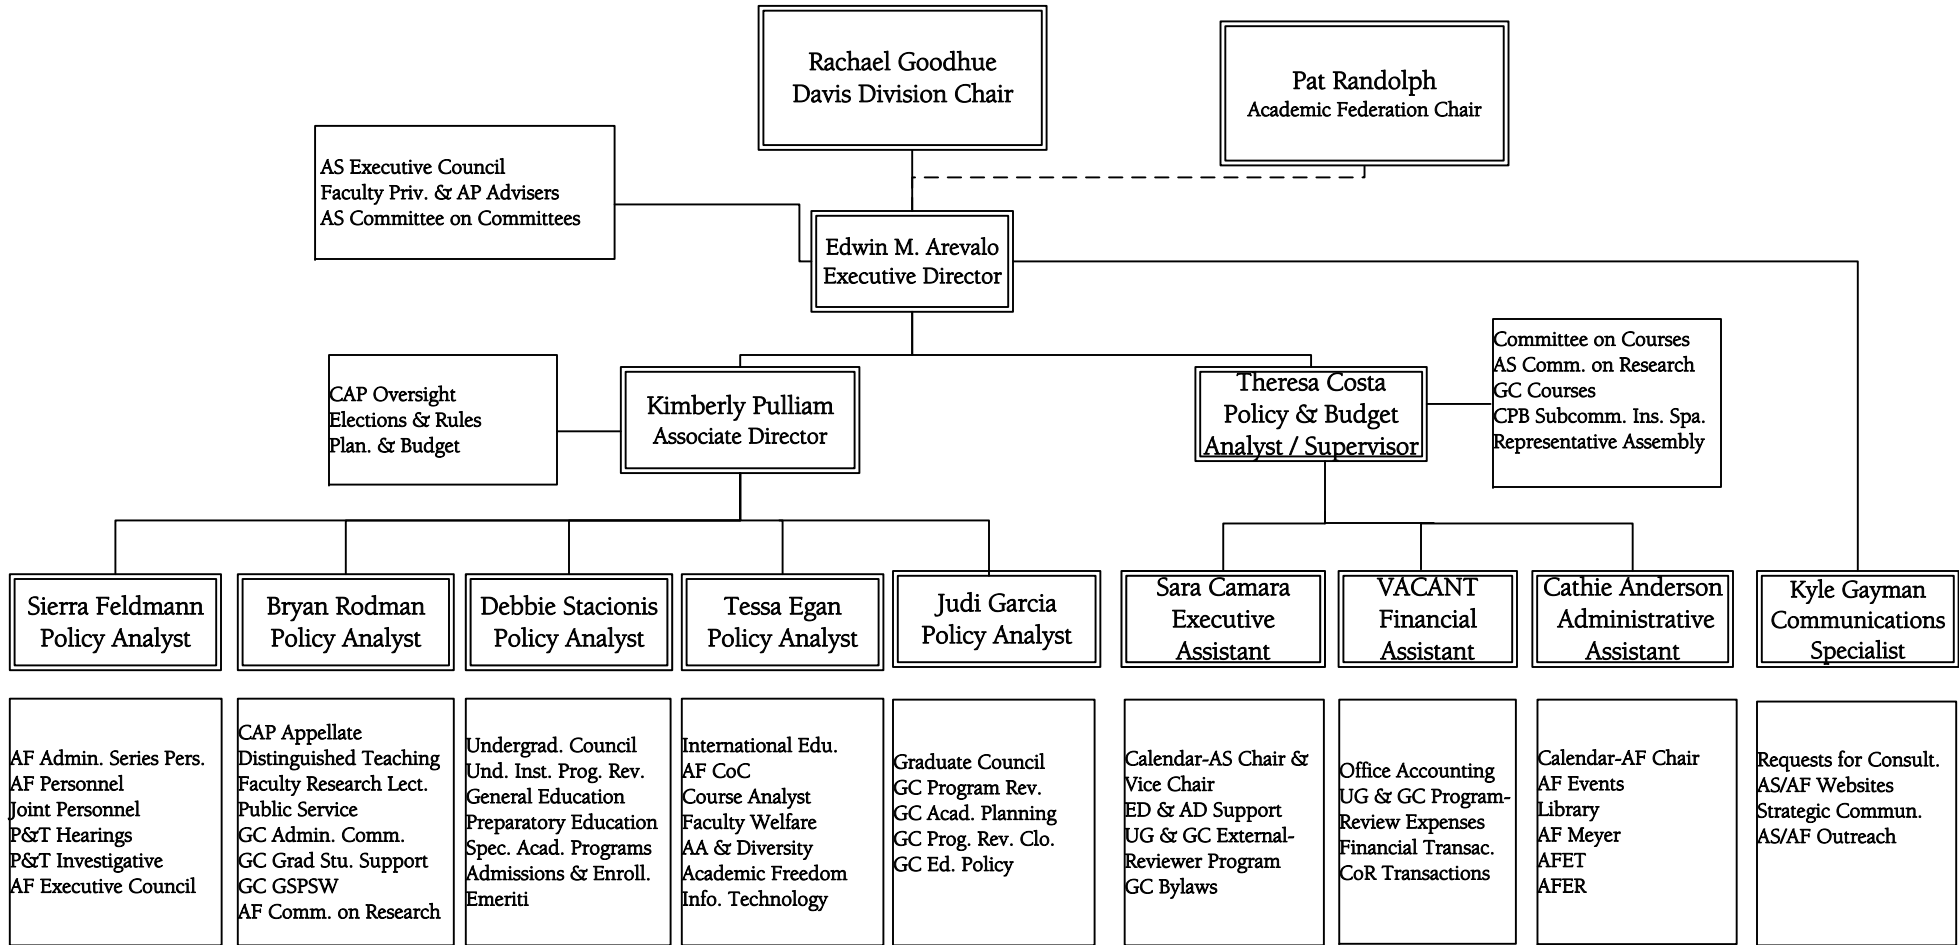 Rachael Goodhue
Davis Division Chair
Pat Randolph
Academic Federation Chair
AS Executive Council
Faculty Priv. & AP Advisers
AS Committee on Committees
Edwin M. Arevalo
Executive Director
CAP Oversight
Elections & Rules
Plan. & Budget
Kimberly Pulliam
Associate Director
Theresa Costa
Policy & Budget
Analyst / Supervisor
Committee on Courses
AS Comm. on Research
GC Courses
CPB Subcomm. Ins. Spa.
Representative Assembly
Sierra Feldmann
Policy Analyst
Bryan Rodman
Policy Analyst
Debbie Stacionis
Policy Analyst
Tessa Egan
Policy Analyst
Judi Garcia
Policy Analyst
Sara Camara
Executive
Assistant
VACANT
Financial
Assistant
Cathie Anderson
Administrative
Assistant
Kyle Gayman
Communications
Specialist
AF Admin. Series Pers.
AF Personnel
Joint Personnel
P&T Hearings
P&T Investigative
AF Executive Council
CAP Appellate
Distinguished Teaching
Faculty Research Lect.
Public Service
GC Admin. Comm.
GC Grad Stu. Support
GC GSPSW
AF Comm. on Research
Undergrad. Council
Und. Inst. Prog. Rev.
General Education
Preparatory Education
Spec. Acad. Programs
Admissions & Enroll.
Emeriti
International Edu.
AF CoC
Course Analyst
Faculty Welfare
AA & Diversity
Academic Freedom
Info. Technology
Graduate Council
GC Program Rev.
GC Acad. Planning
GC Prog. Rev. Clo.
GC Ed. Policy
Calendar-AS Chair &
Vice Chair
ED & AD Support
UG & GC External-
Reviewer Program
GC Bylaws
Office Accounting
UG & GC Program-
Review Expenses
Financial Transac.
CoR Transactions
Calendar-AF Chair
AF Events
Library
AF Meyer
AFET
AFER
Requests for Consult.
AS/AF Websites
Strategic Commun.
AS/AF Outreach